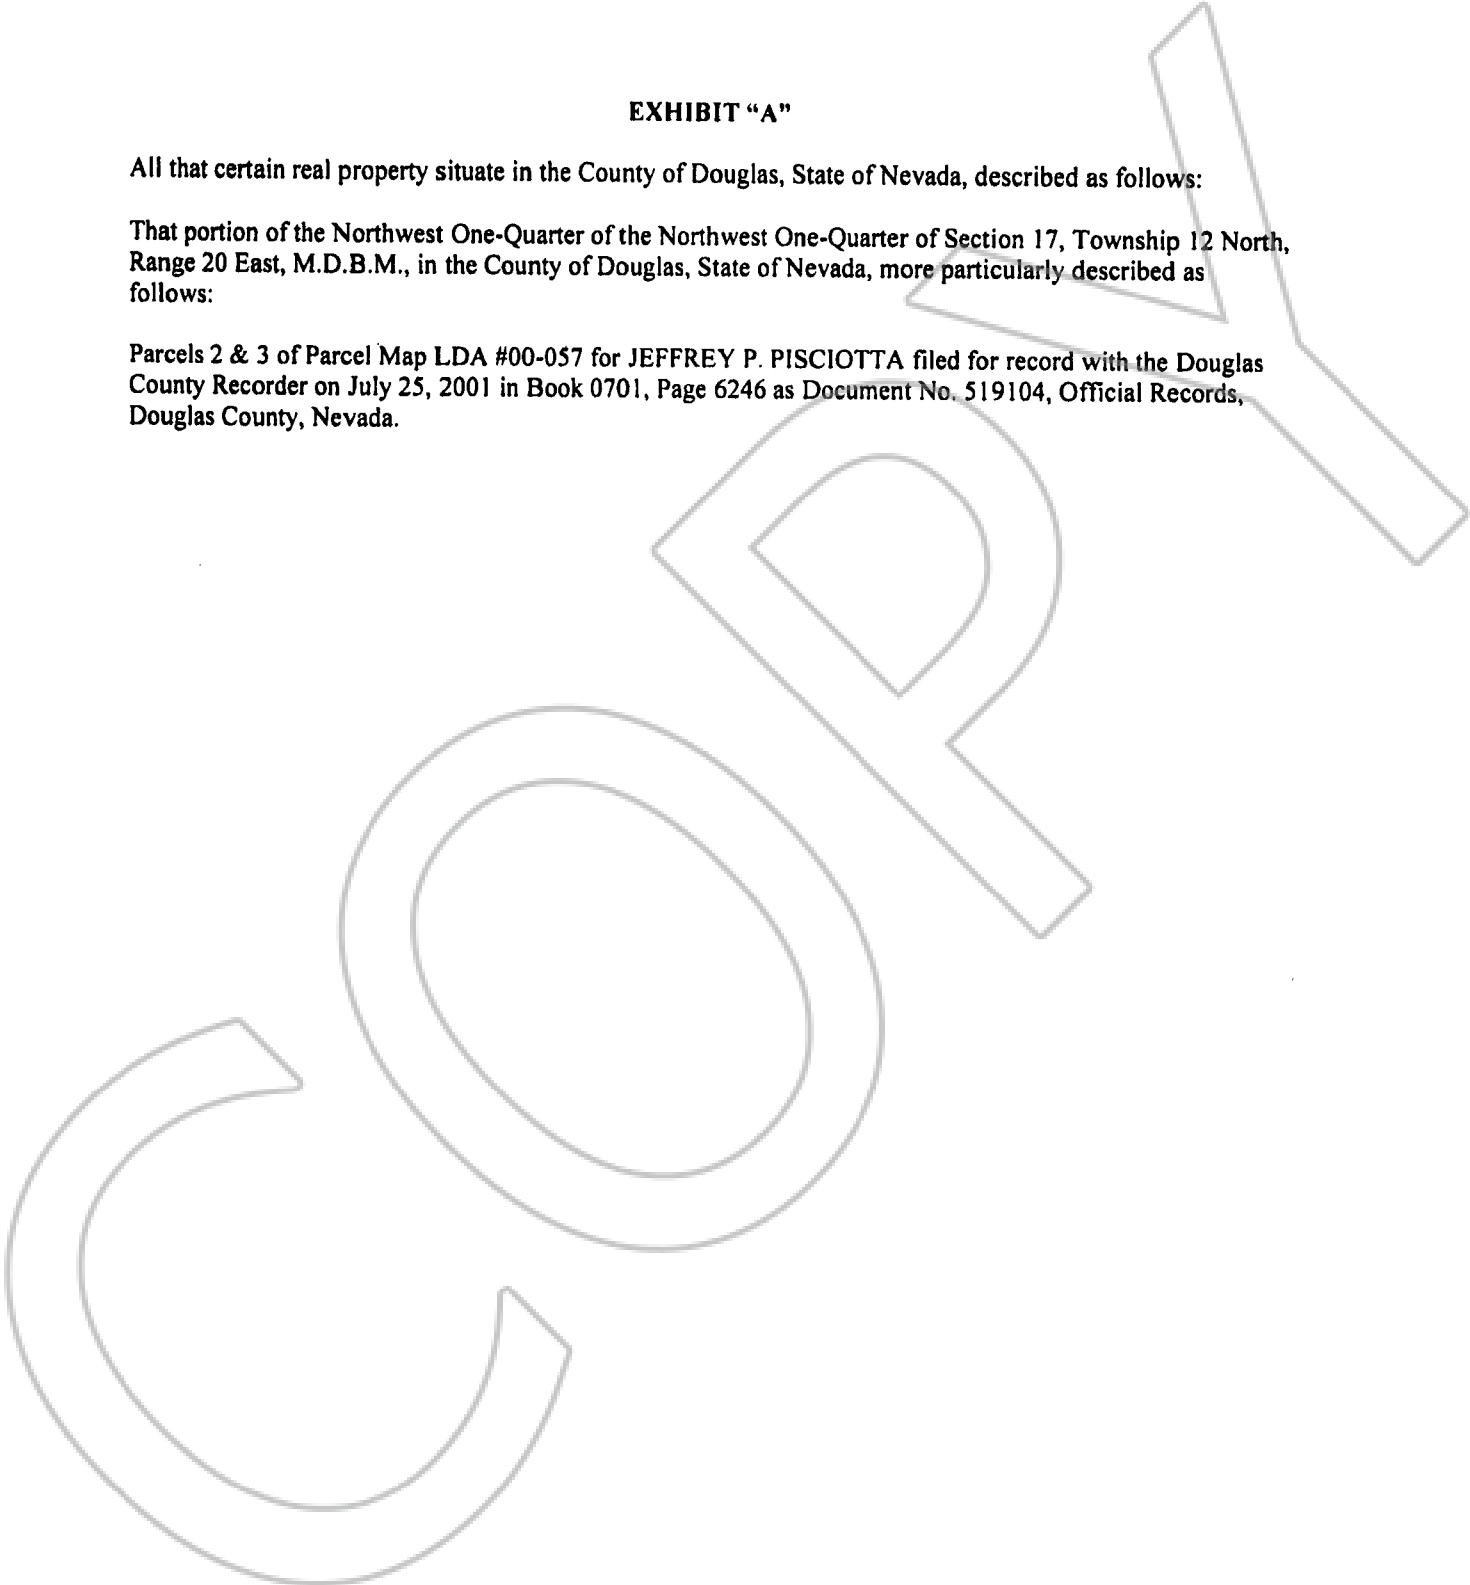 EXHIBIT “A”
All that certain real property situate in the County of Douglas, State of Nevada, described as follows:
That portion of the Northwest One-Quarter of the Northwest One-Quarter of Section 17, Township 12 North,
Range 20 East, M.D.B.M., in the County of Douglas, State of Nevada, more particularly described as
follows:
Parcels 2 & 3 of Parcel Map LDA #00-057 for JEFFREY P. PISCIOTTA filed for record with the Douglas
County Recorder on July 25, 2001 in Book 0701, Page 6246 as Document No. 519104, Official Records,
Douglas County, Nevada.
COPY